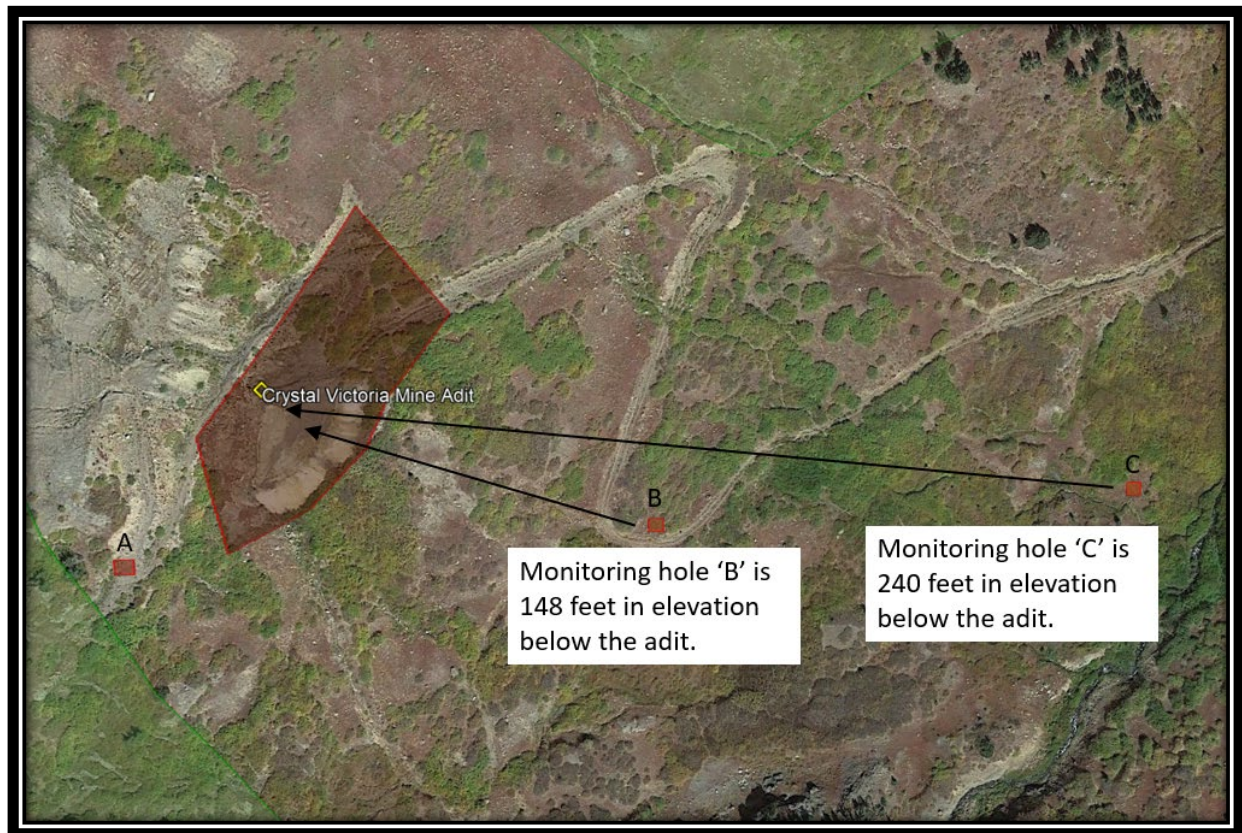 Crystal Victoria Mine Adit
A
B
C
Monitoring hole ‘B’ is
148 feet in elevation
below the adit.
Monitoring hole ‘C’ is
240 feet in elevation
below the adit.